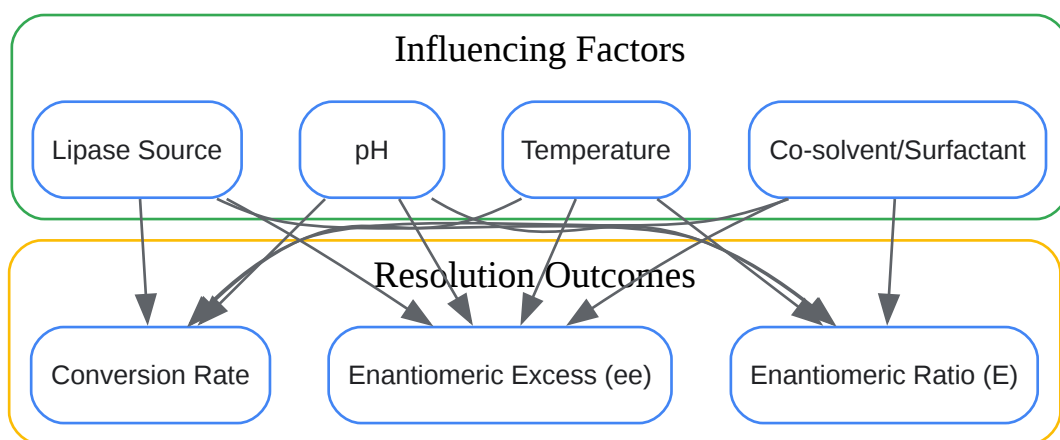 Influencing Factors
Lipase Source
pH
Temperature
Co-solvent/Surfactant
Resolution Outcomes
Conversion Rate
Enantiomeric Excess (ee)
Enantiomeric Ratio (E)